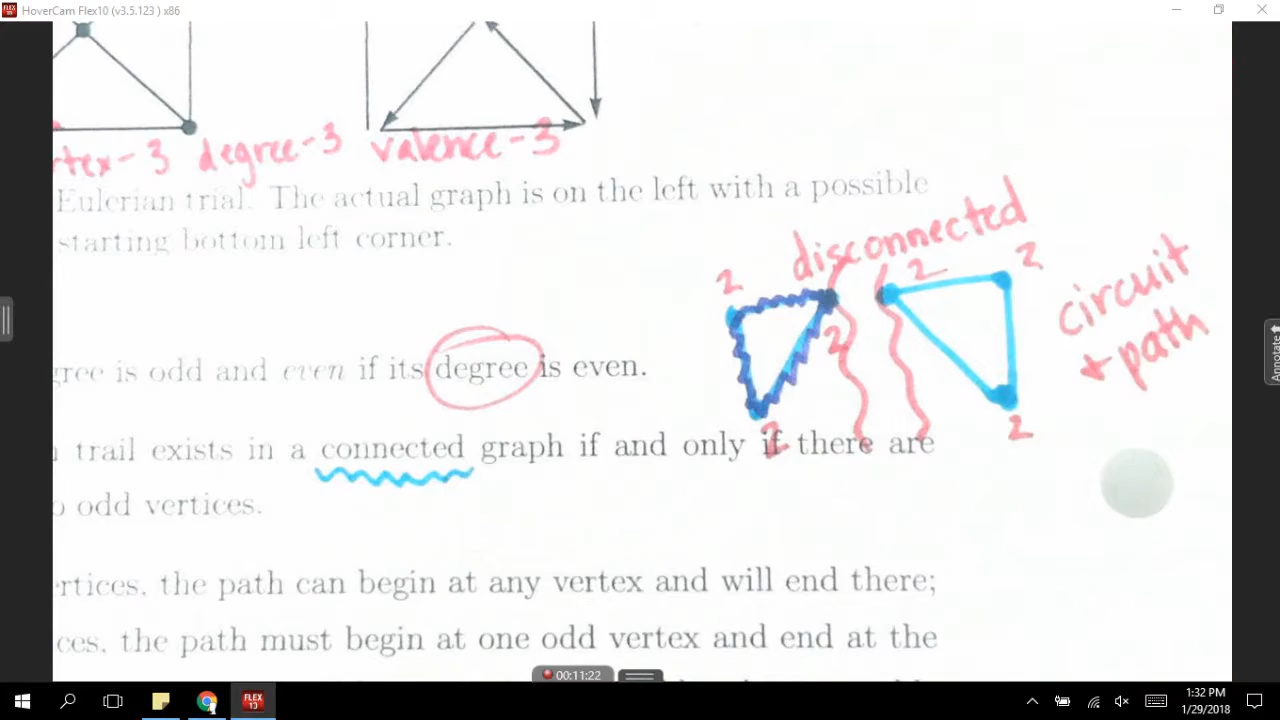 HoverCam Flex10 (v3.5.123 ) x86
rtex-3 degree-3 valence-3
Eulerian trial. The actual graph is on the left with a possible
starting bottom left corner.
disconnected
2 2 2
circuit
+ path
2
gree is odd and even if its degree is even.
2 2
trail exists in a connected graph if and only if there are
o odd vertices.
rtices, the path can begin at any vertex and will end there;
ces, the path must begin at one odd vertex and end at the
00:11:22
Annotate
FLEX
13
1:32 PM
1/29/2018